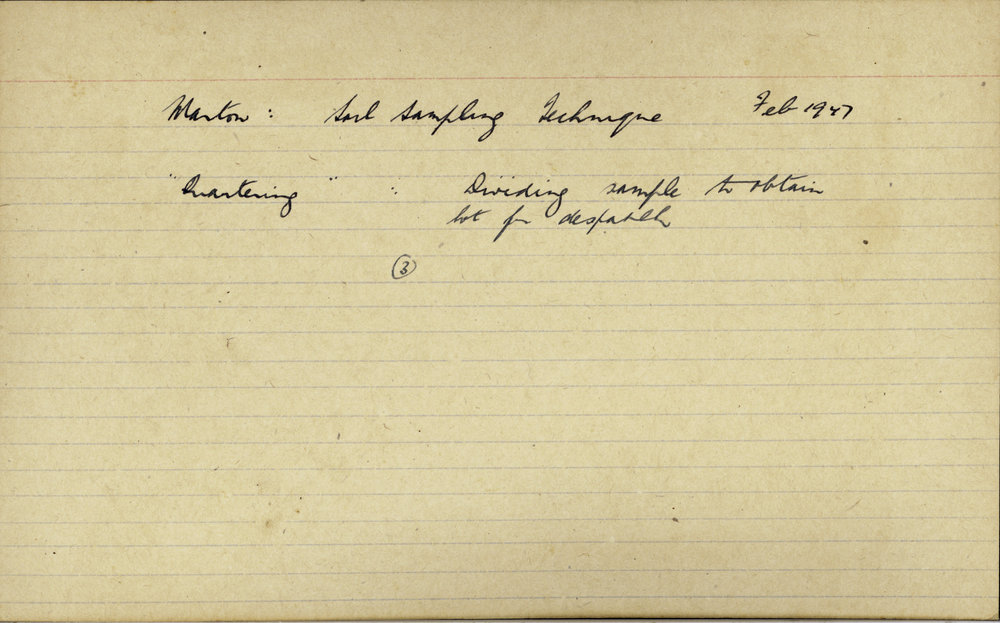 Marton : Soil Sampling Technique Feb 1947
"Quartering" : Dividing sample to obtain
lot for despatch
3